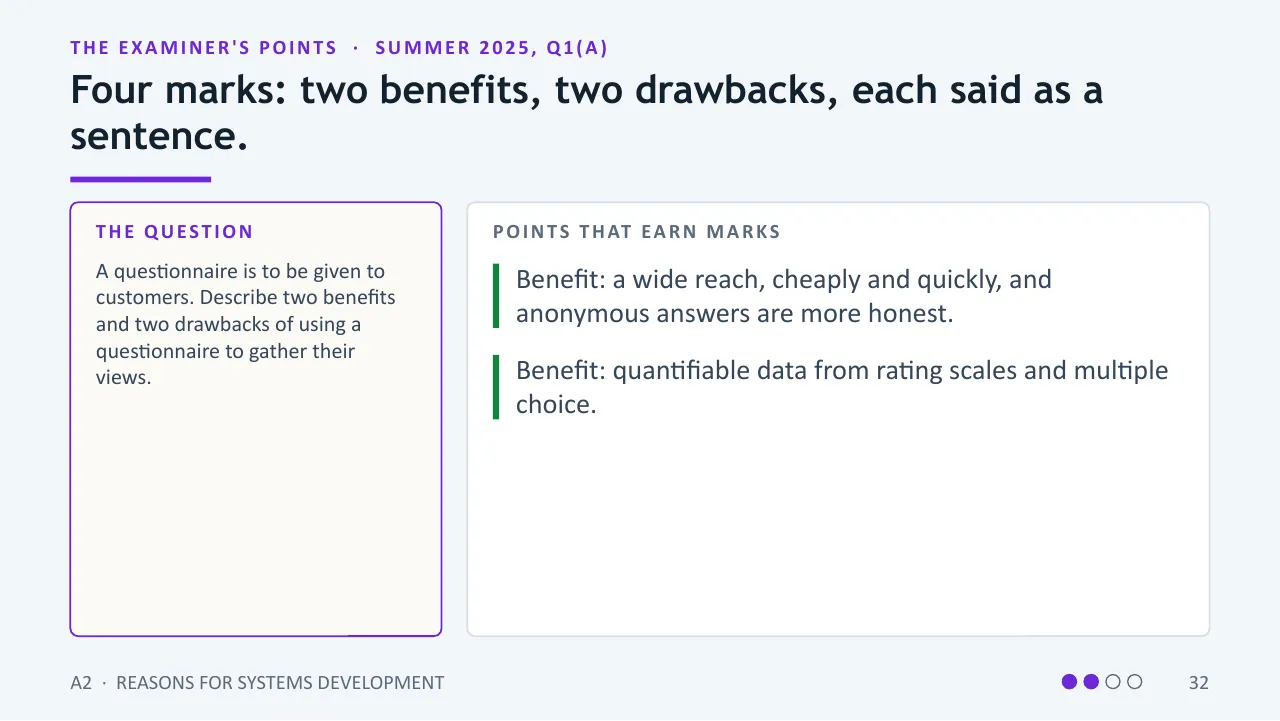 THE EXAMINER'S POINTS · SUMMER 2025, Q1(A)
Four marks: two benefits, two drawbacks, each said as a
sentence.
THE QUESTION
A questionnaire is to be given to
customers. Describe two benefits
and two drawbacks of using a
questionnaire to gather their
views.
POINTS THAT EARN MARKS
Benefit: a wide reach, cheaply and quickly, and
anonymous answers are more honest.
Benefit: quantifiable data from rating scales and multiple
choice.
A2 · REASONS FOR SYSTEMS DEVELOPMENT
32